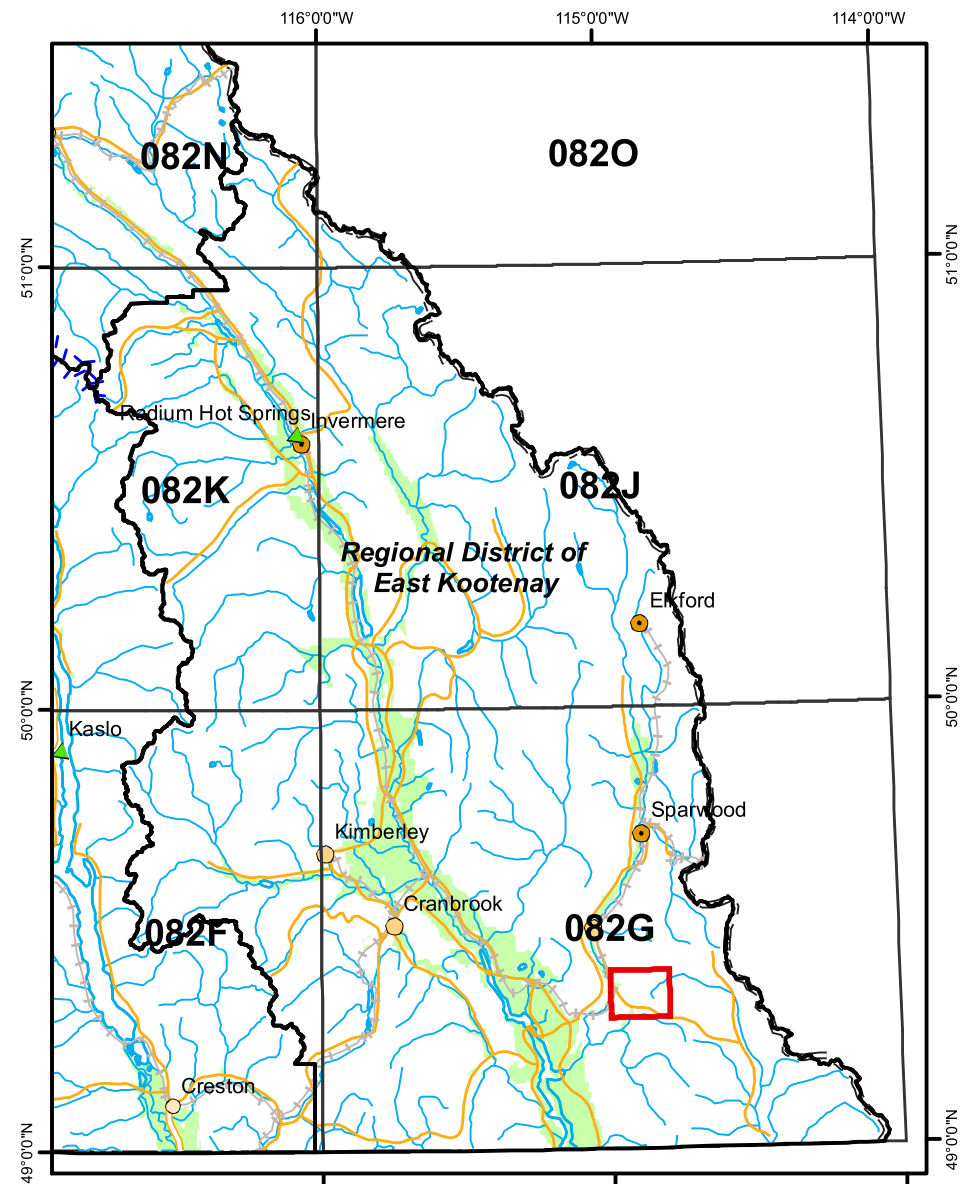 116°0'0"W
115°0'0"W
114°0'0"W
082N
082O
51°0'0"N
51°0'0"N
Radium Hot Springs
Invermere
082K
082J
Regional District of
East Kootenay
Elkford
50°0'0"N
50°0'0"N
Kaslo
Sparwood
Kimberley
Cranbrook
082F
082G
Creston
49°0'0"N
49°0'0"N